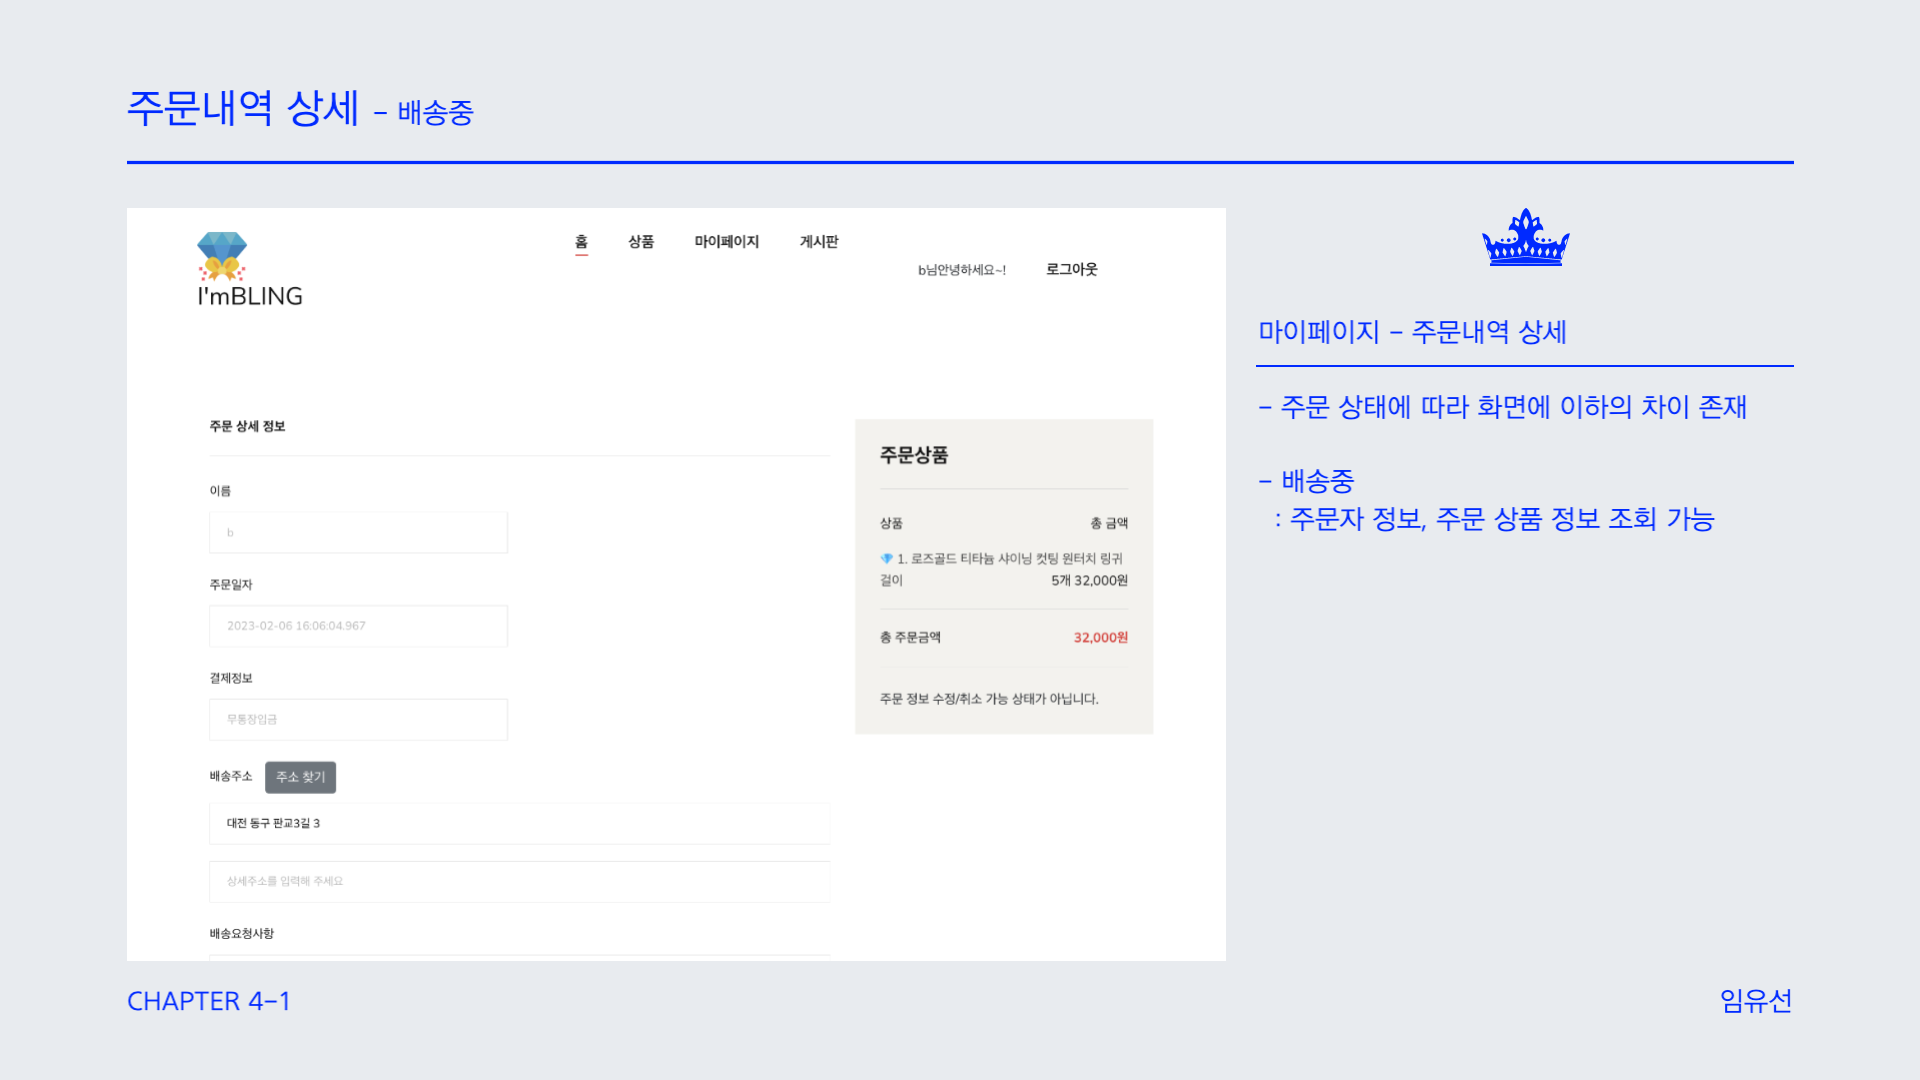 주문내역 상세 - 배송중
I'mBLING
홈 상품 마이페이지 게시판
b님안녕하세요~! 로그아웃
주문 상세 정보
이름
b
주문일자
2023-02-06 16:06:04.967
결제정보
무통장입금
배송주소 주소 찾기
대전 동구 판교3길 3
상세주소를 입력해 주세요
배송요청사항
주문상품
상품 총 금액
1. 로즈골드 티타늄 샤이닝 컷팅 원터치 링귀
걸이 5개 32,000원
총 주문금액 32,000원
주문 정보 수정/취소 가능 상태가 아닙니다.
마이페이지 - 주문내역 상세
- 주문 상태에 따라 화면에 이하의 차이 존재
- 배송중
: 주문자 정보, 주문 상품 정보 조회 가능
CHAPTER 4-1
임유선